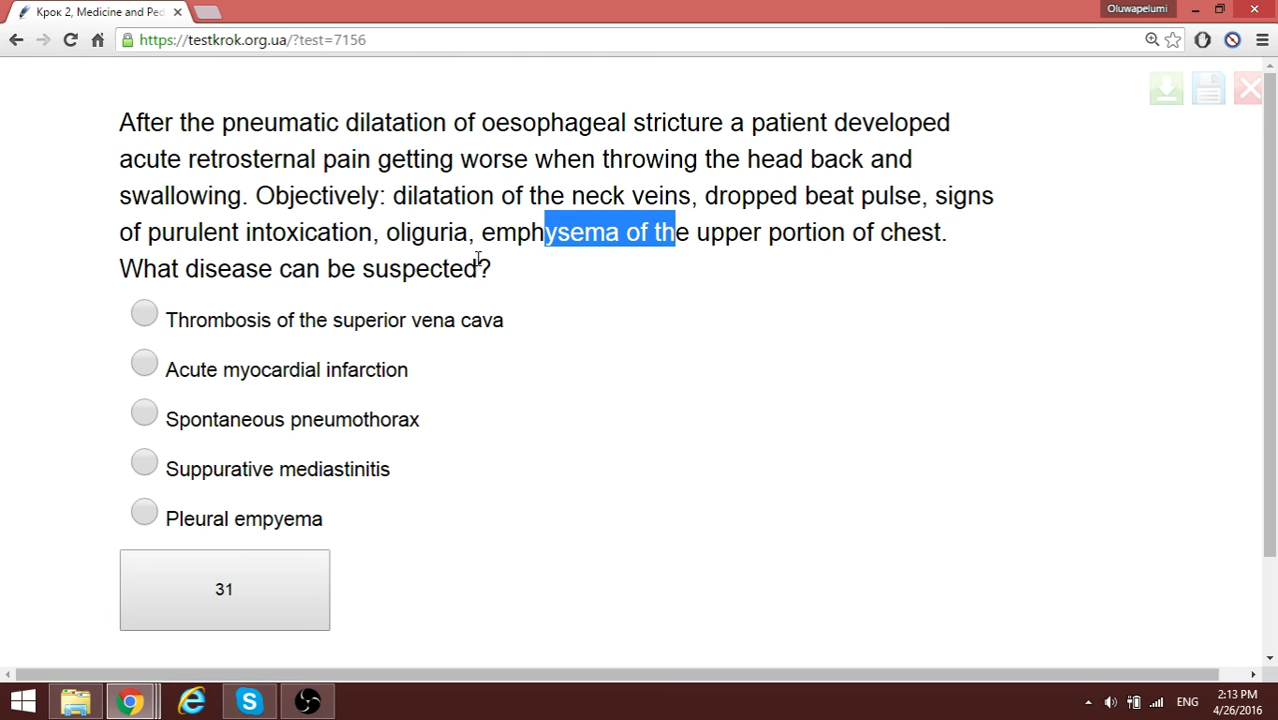 Крок 2, Medicine and Ped
Oluwapelumi
https://testkrok.org.ua/?test=7156
After the pneumatic dilatation of oesophageal stricture a patient developed
acute retrosternal pain getting worse when throwing the head back and
swallowing. Objectively: dilatation of the neck veins, dropped beat pulse, signs
of purulent intoxication, oliguria, emphysema of the upper portion of chest.
What disease can be suspected?
Thrombosis of the superior vena cava
Acute myocardial infarction
Spontaneous pneumothorax
Suppurative mediastinitis
Pleural empyema
31
ENG
2:13 PM
4/26/2016